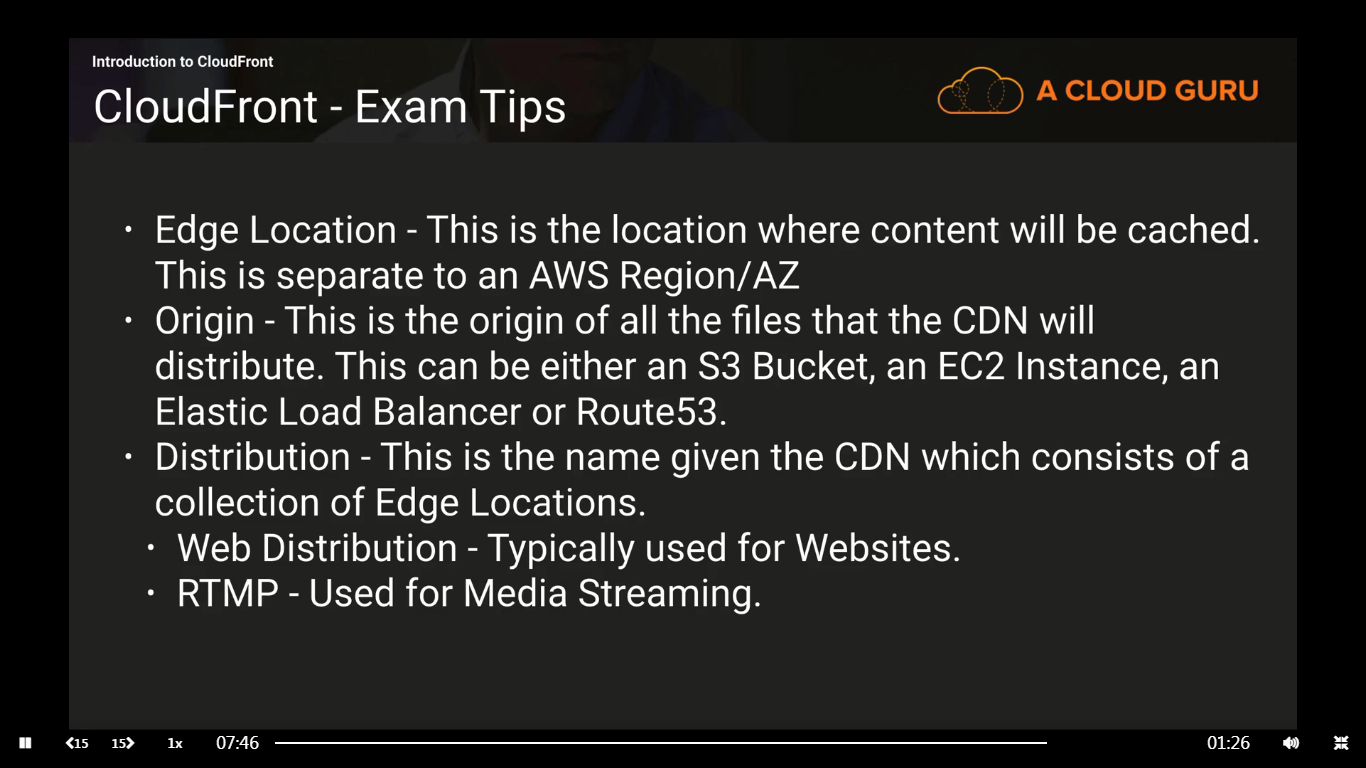 Introduction to CloudFront
CloudFront - Exam Tips
A CLOUD GURU
• Edge Location - This is the location where content will be cached.
This is separate to an AWS Region/AZ
• Origin - This is the origin of all the files that the CDN will
distribute. This can be either an S3 Bucket, an EC2 Instance, an
Elastic Load Balancer or Route53.
• Distribution - This is the name given the CDN which consists of a
collection of Edge Locations.
• Web Distribution - Typically used for Websites.
• RTMP - Used for Media Streaming.
15 15 1x 07:46 01:26